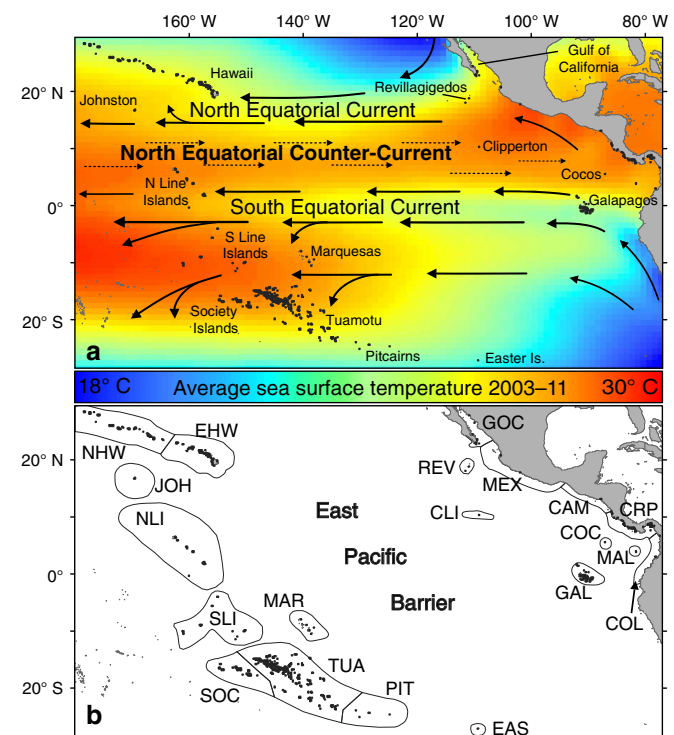 160° W 140° W 120° W 100° W 80° W
Gulf of
California
Hawaii
Revillagigedos
20° N
Johnston
North Equatorial Current
North Equatorial Counter-Current
Clipperton
Cocos
N Line
Islands
Galapagos
0°
South Equatorial Current
S Line
Islands
Marquesas
Society
Islands
Tuamotu
20° S
Pitcairns
Easter Is.
a
18° C Average sea surface temperature 2003–11 30° C
GOC
EHW
NHW
20° N
REV
JOH
MEX
NLI
CLI
CAM
CRP
East
COC
Pacific
MAL
0°
GAL
Barrier
MAR
SLI
COL
TUA
SOC
PIT
20° S
b
EAS